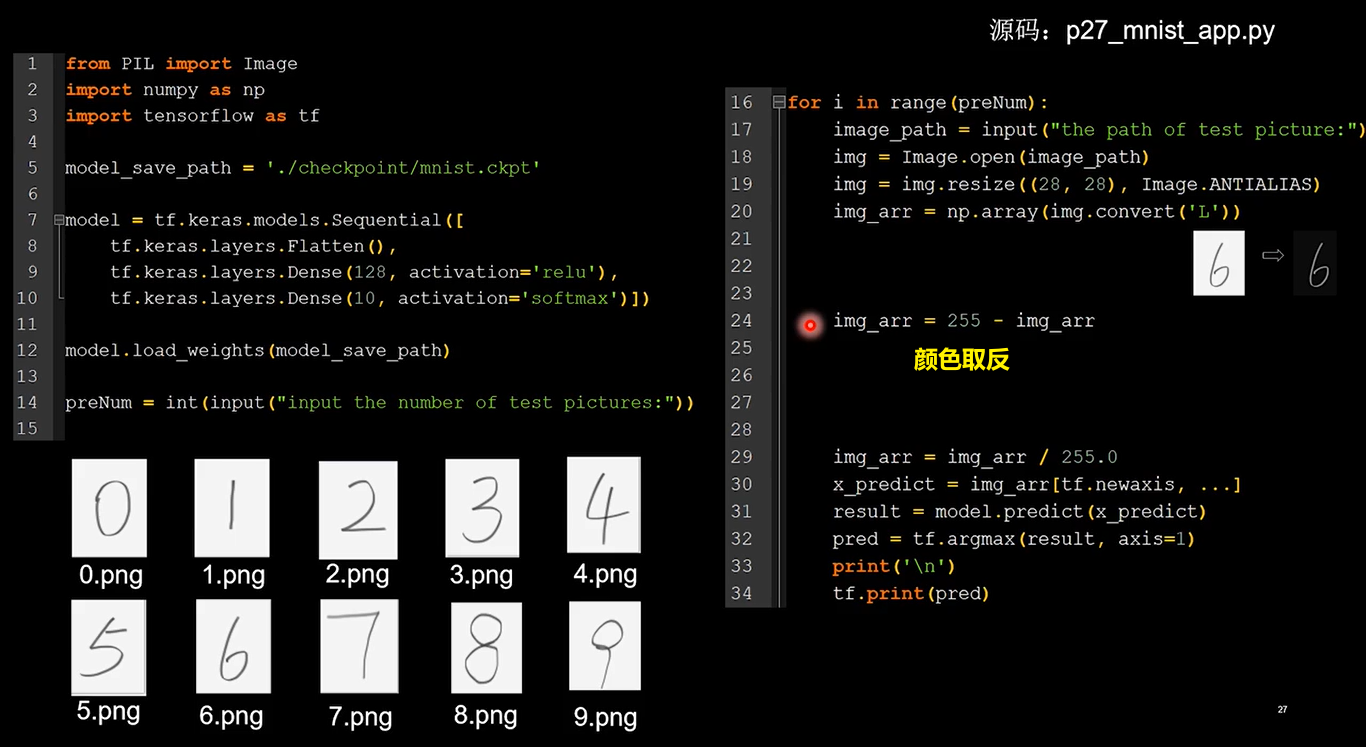 源码：p27_mnist_app.py
1 from PIL import Image
2 import numpy as np
3 import tensorflow as tf
4
5 model_save_path = './checkpoint/mnist.ckpt'
6
7 model = tf.keras.models.Sequential([
8     tf.keras.layers.Flatten(),
9     tf.keras.layers.Dense(128, activation='relu'),
10     tf.keras.layers.Dense(10, activation='softmax')])
11
12 model.load_weights(model_save_path)
13
14 preNum = int(input("input the number of test pictures:"))
15
16 for i in range(preNum):
17     image_path = input("the path of test picture:")
18     img = Image.open(image_path)
19     img = img.resize((28, 28), Image.ANTIALIAS)
20     img_arr = np.array(img.convert('L'))
21
22
23
6 ⇨ 6
24     img_arr = 255 - img_arr
25
颜色取反
26
27
28
29     img_arr = img_arr / 255.0
30     x_predict = img_arr[tf.newaxis, ...]
31     result = model.predict(x_predict)
32     pred = tf.argmax(result, axis=1)
33     print('\n')
34     tf.print(pred)
0 1 2 3 4
0.png 1.png 2.png 3.png 4.png
5 6 7 8 9
5.png 6.png 7.png 8.png 9.png
27